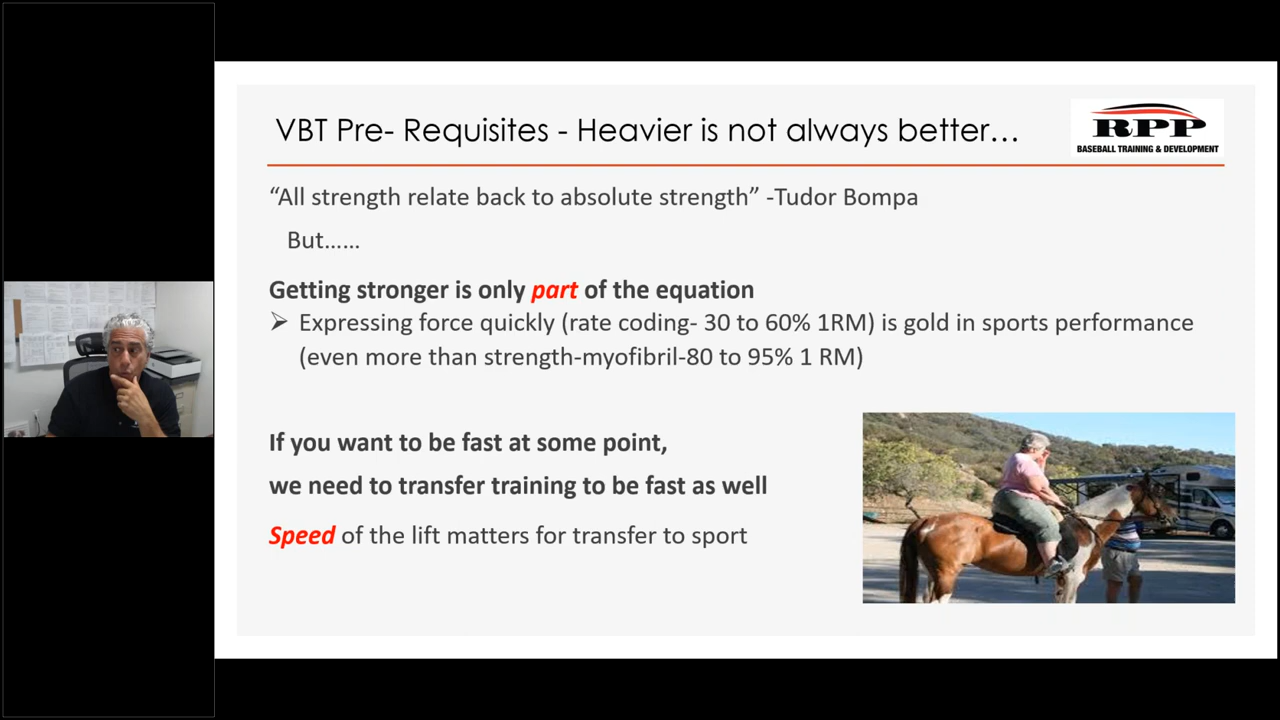 VBT Pre- Requisites - Heavier is not always better...
RPP
BASEBALL TRAINING & DEVELOPMENT
“All strength relate back to absolute strength” -Tudor Bompa
But......
Getting stronger is only part of the equation
➢ Expressing force quickly (rate coding- 30 to 60% 1RM) is gold in sports performance
(even more than strength-myofibril-80 to 95% 1 RM)
If you want to be fast at some point,
we need to transfer training to be fast as well
Speed of the lift matters for transfer to sport